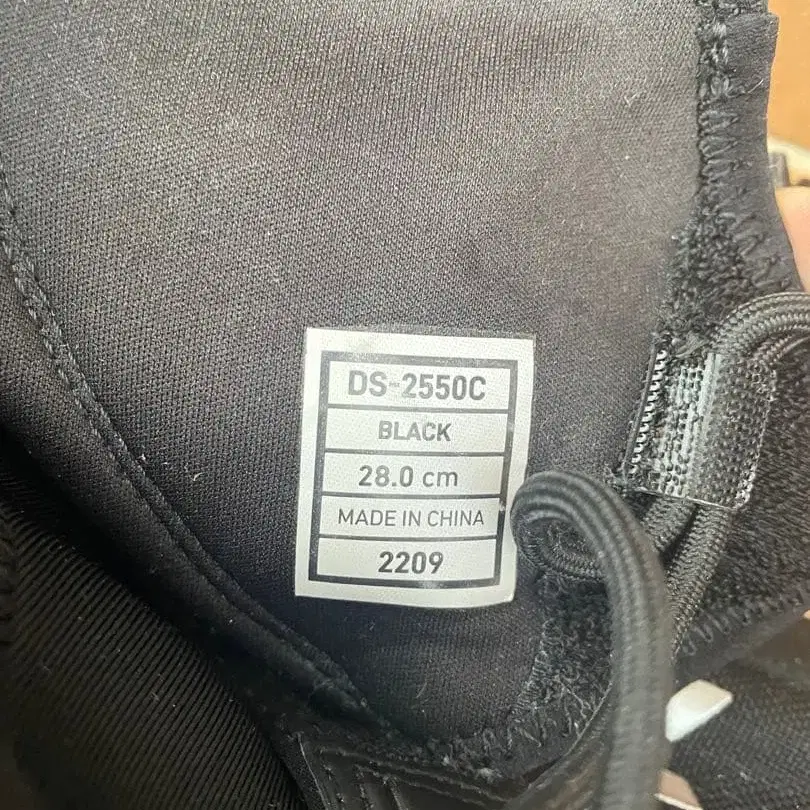 DS-2550C
BLACK
28.0 cm
MADE IN CHINA
2209